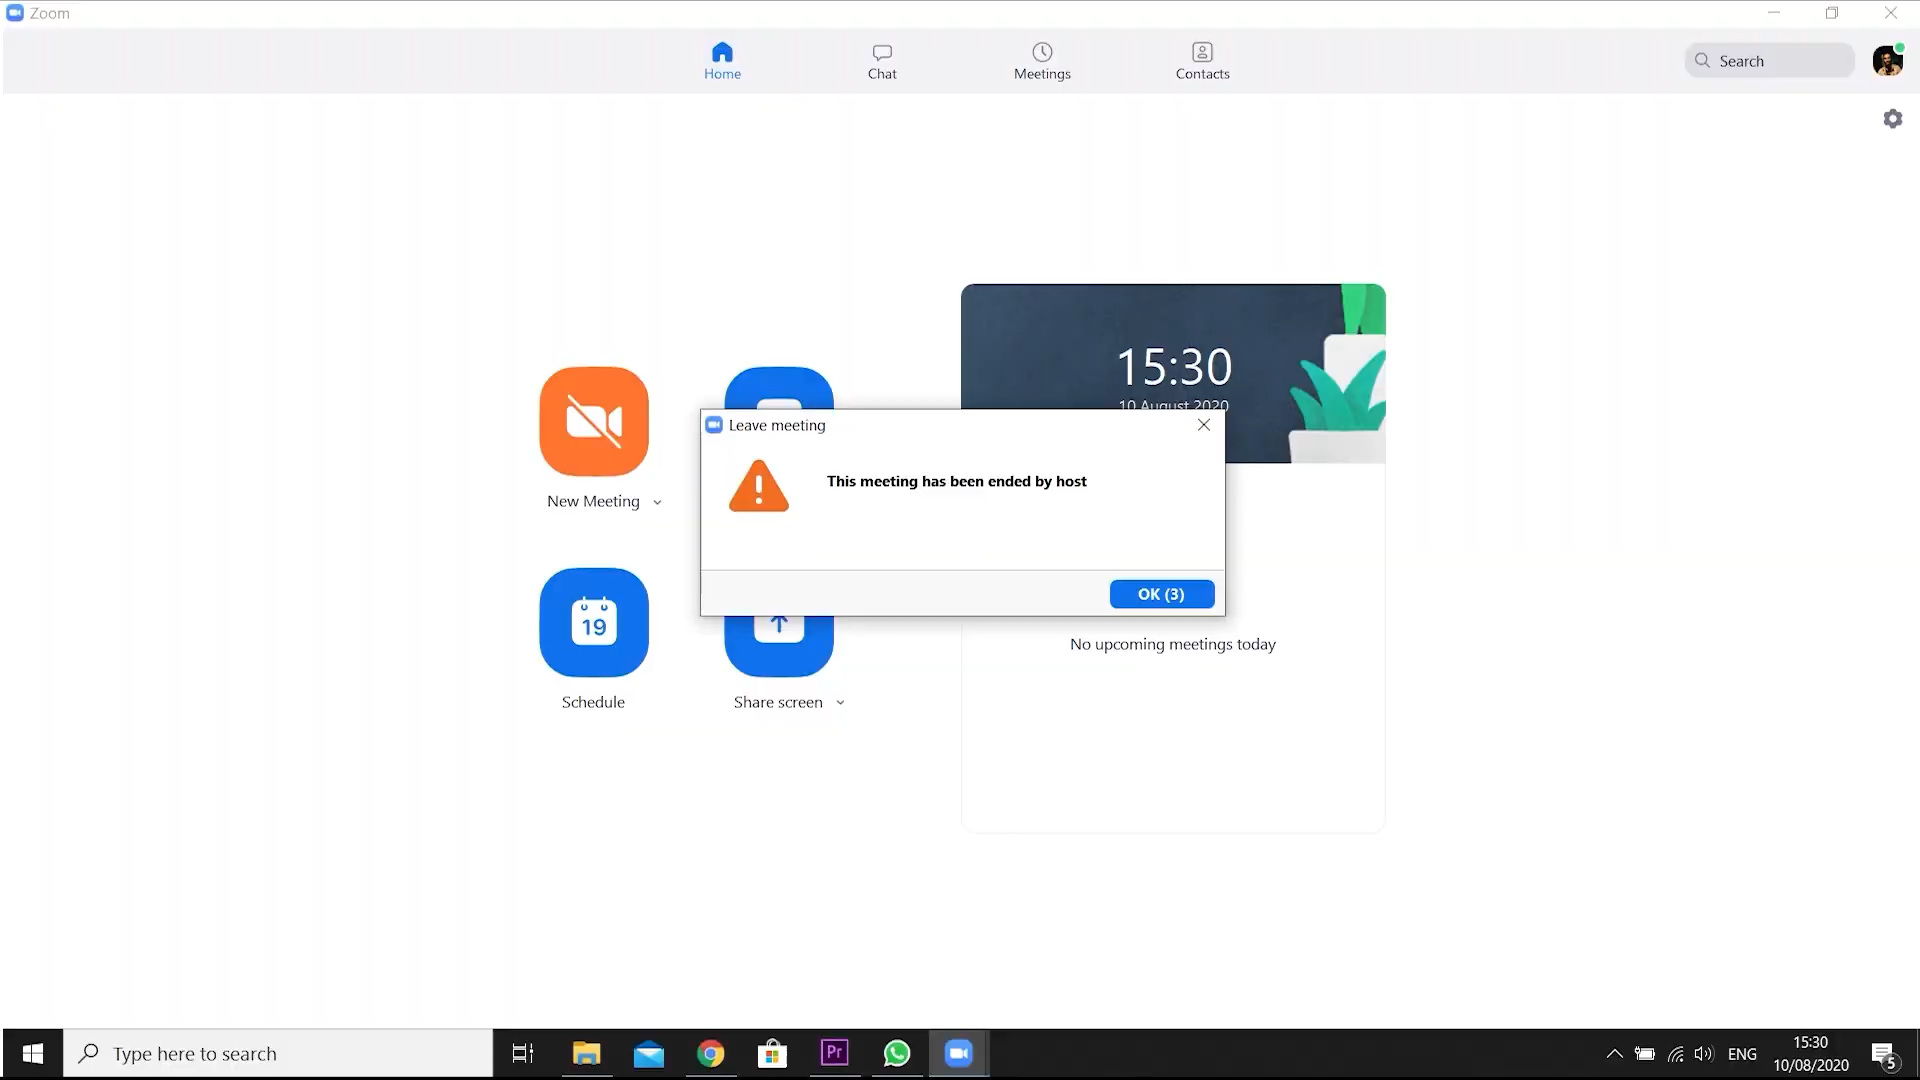 Zoom
Home
Chat
Meetings
Contacts
Search
15:30
10 August 2020
Leave meeting
This meeting has been ended by host
OK (3)
New Meeting
19
Schedule
Share screen
No upcoming meetings today
Type here to search
Pr
ENG
15:30
10/08/2020
5